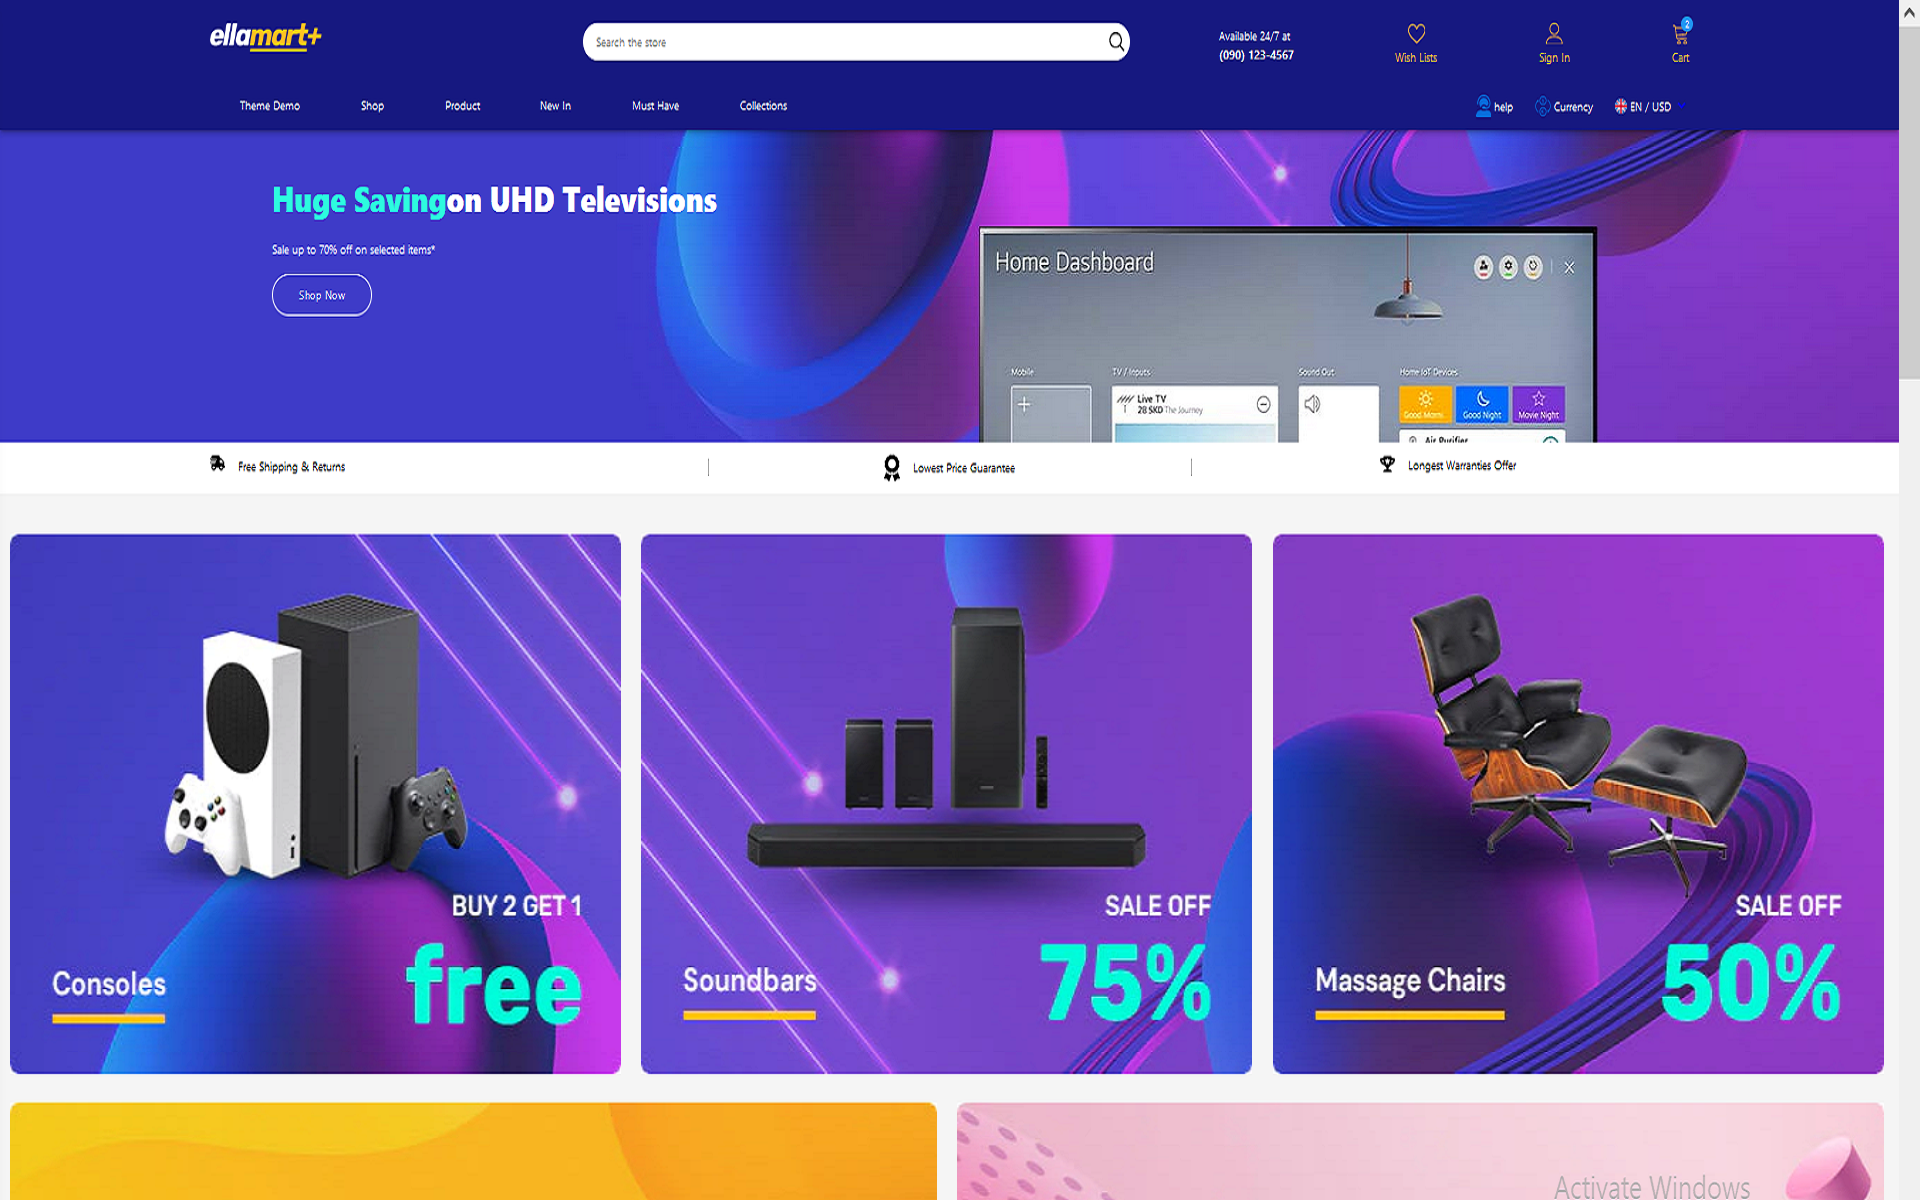 ellamart+
Search the store
Available 24/7 at
(090) 123-4567
Wish Lists
Sign In
2
Cart
Theme Demo
Shop
Product
New In
Must Have
Collections
help
Currency
EN / USD
Huge Savingon UHD Televisions
Sale up to 70% off on selected items*
Shop Now
Home Dashboard
Mobile
TV / Inputs
Sound Out
Home IoT Devices
Live TV
28 SKD The Journey
Good Morni
Good Night
Movie Night
Air Purifier
Free Shipping & Returns
Lowest Price Guarantee
Longest Warranties Offer
BUY 2 GET 1
free
Consoles
SALE OFF
75%
Soundbars
SALE OFF
50%
Massage Chairs
Activate Windows